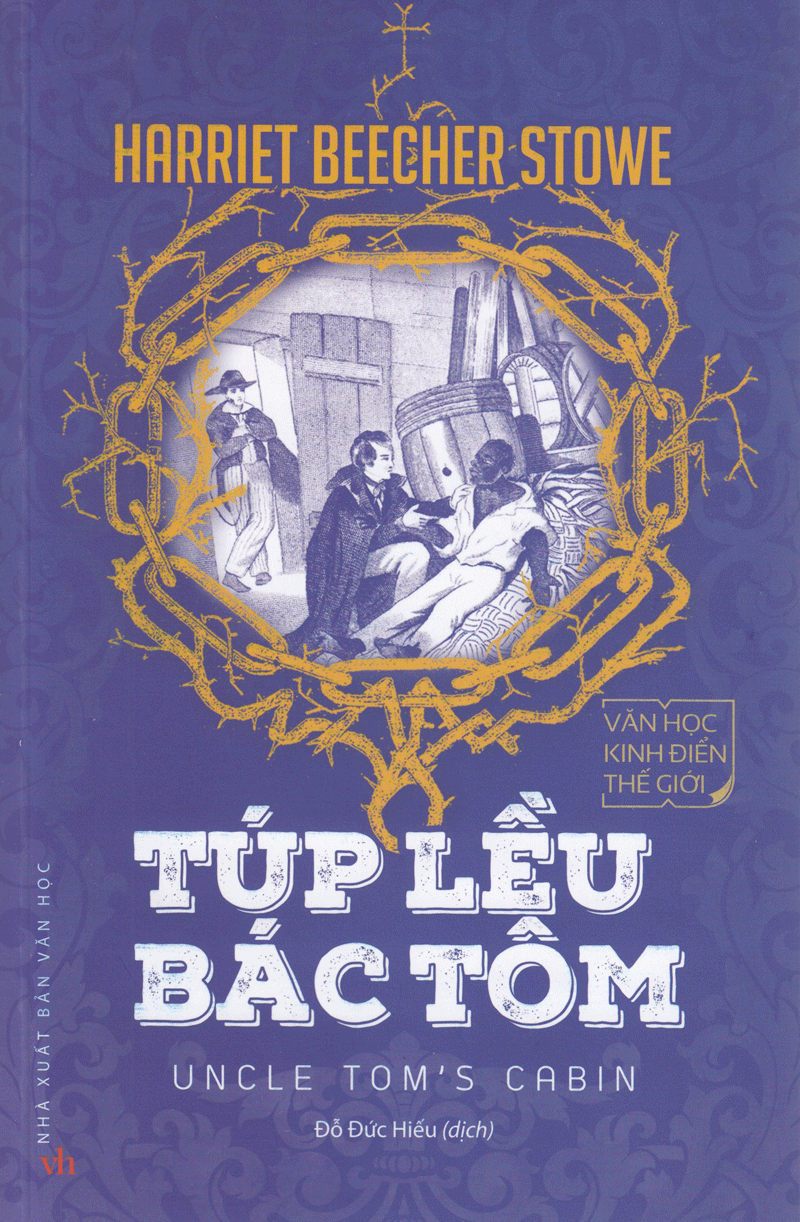 HARRIET BEECHER STOWE
VĂN HỌC
KINH ĐIỂN
THẾ GIỚI
TÚP LỀU
BÁC TÔM
UNCLE TOM'S CABIN
Đỗ Đức Hiếu (dịch)
NHÀ XUẤT BẢN VĂN HỌC
vh